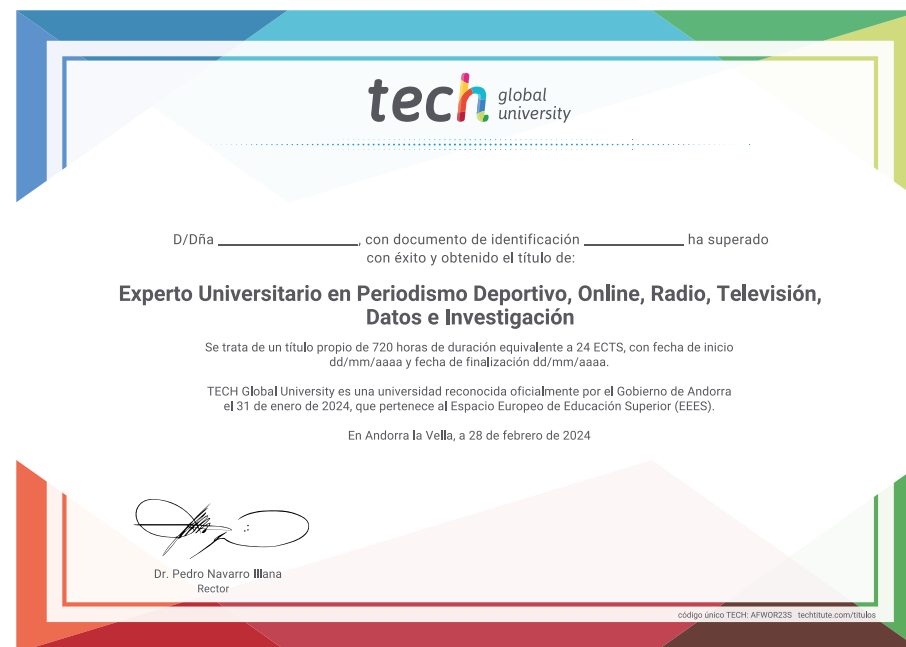 tech global university
D/Dña ____________________, con documento de identificación ______________ ha superado
con éxito y obtenido el título de:
Experto Universitario en Periodismo Deportivo, Online, Radio, Televisión,
Datos e Investigación
Se trata de un título propio de 720 horas de duración equivalente a 24 ECTS, con fecha de inicio
dd/mm/aaaa y fecha de finalización dd/mm/aaaa.
TECH Global University es una universidad reconocida oficialmente por el Gobierno de Andorra
el 31 de enero de 2024, que pertenece al Espacio Europeo de Educación Superior (EEES).
En Andorra la Vella, a 28 de febrero de 2024
Dr. Pedro Navarro Illana
Rector
código único TECH: AFWOR23S techtitute.com/titulos